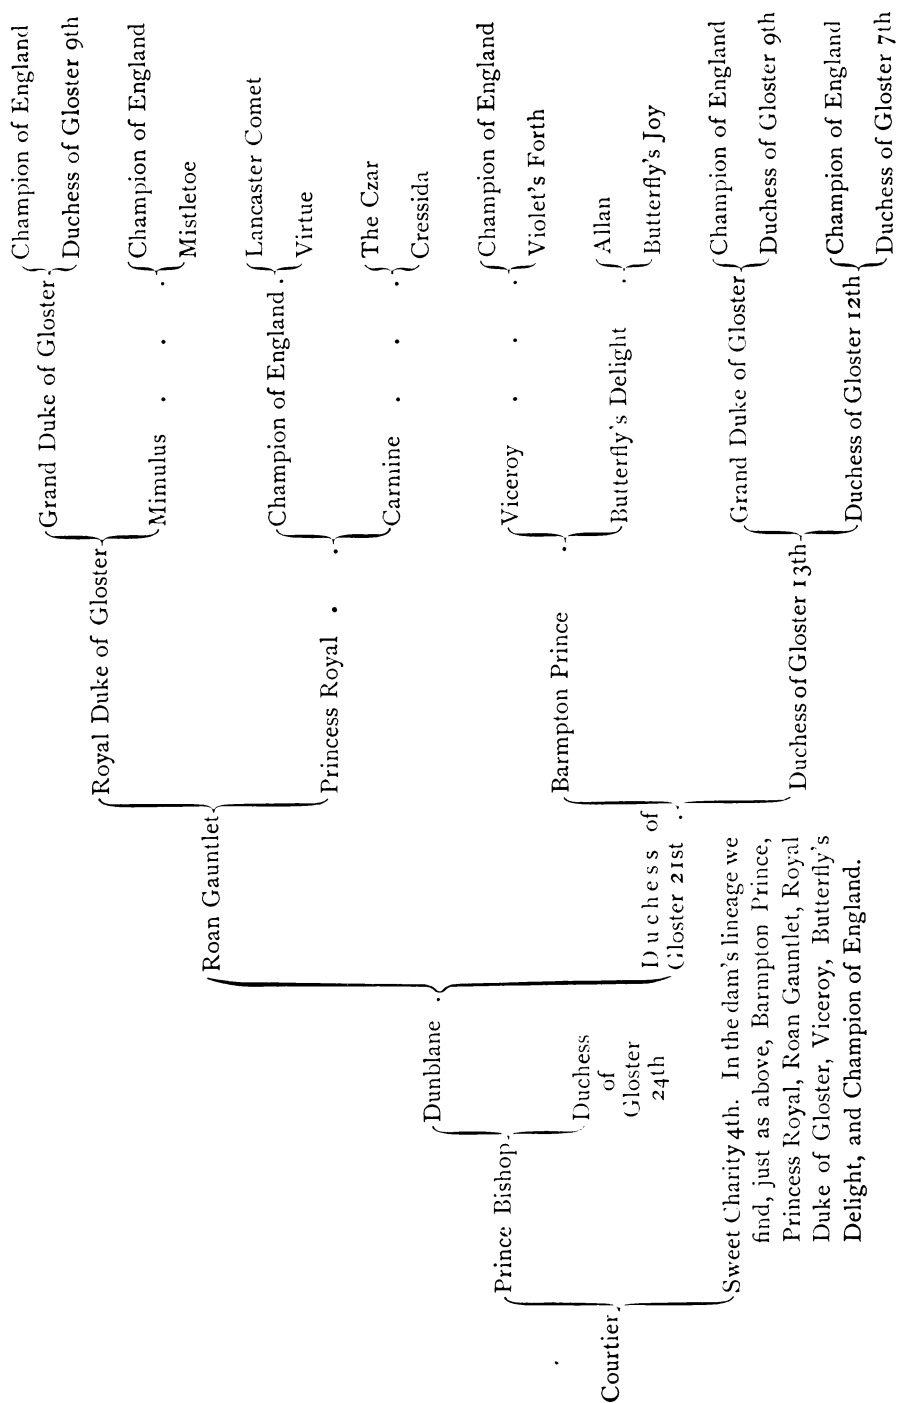 Courtier
Prince Bishop
Sweet Charity 4th. In the dam's lineage we
find, just as above, Barmpton Prince,
Princess Royal, Roan Gauntlet, Royal
Duke of Gloster, Viceroy, Butterfly's
Delight, and Champion of England.
Dunblane
Duchess
of
Gloster
24th
Roan Gauntlet
Duchess of
Gloster 21st
Royal Duke of Gloster
Princess Royal
Barmpton Prince
Duchess of Gloster 13th
Grand Duke of Gloster
Mimulus
Champion of England
Carmine
Viceroy
Butterfly's Delight
Grand Duke of Gloster
Duchess of Gloster 12th
Champion of England
Duchess of Gloster 9th
Champion of England
Mistletoe
Lancaster Comet
Virtue
The Czar
Cressida
Champion of England
Violet's Forth
Allan
Butterfly's Joy
Champion of England
Duchess of Gloster 9th
Champion of England
Duchess of Gloster 7th